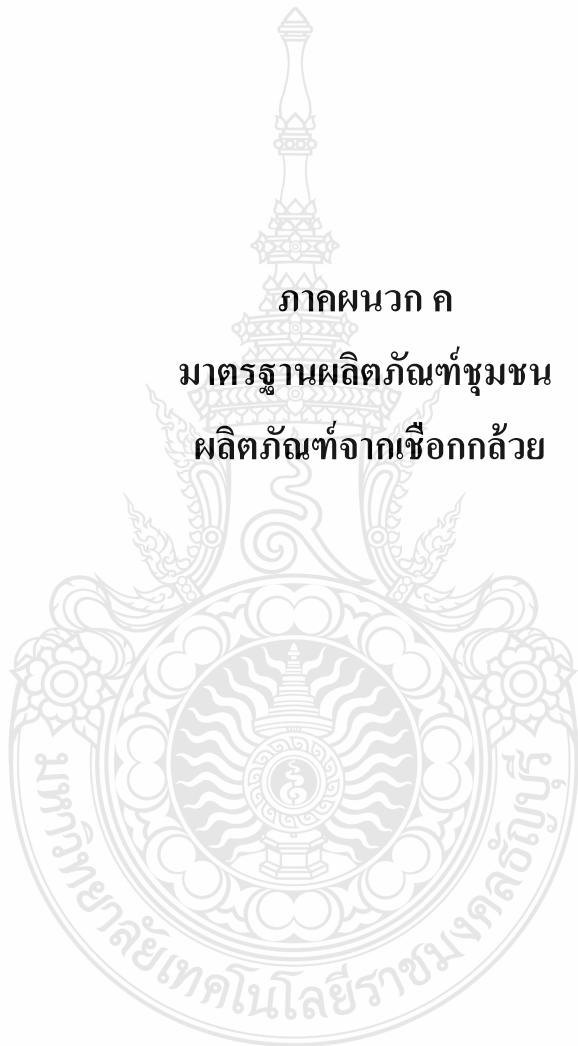 ภาคผนวก ค
มาตรฐานผลิตภัณฑ์ชุมชน
ผลิตภัณฑ์จากเชือกกล้วย
มหาวิทยาลัยเทคโนโลยีราชมงคลธัญบุรี